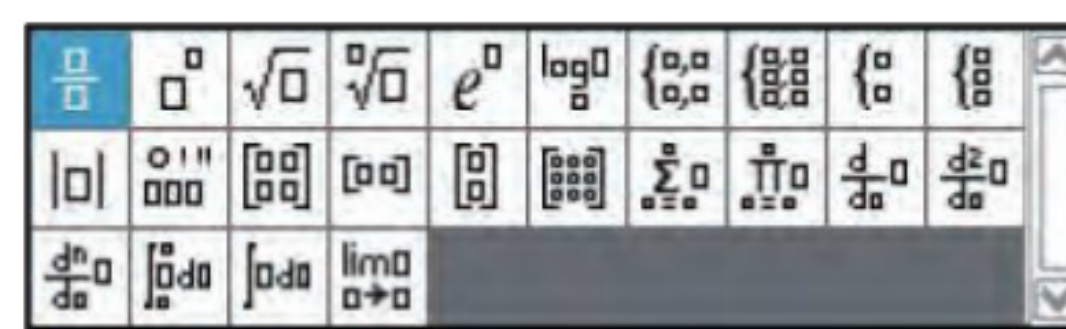 □/□ □^□ √□ ⁿ√□ e^□ log□ □ {□,□ □,□ {□,□ □,□ □,□ {□ □ {□ □ □
|□| □°□'□" [□ □ □ □] [□ □] [□ □] [□ □ □ □ □ □ □ □ □] Σ□ □=□ ∏□ □=□ d/d□ □ d2/d□ □
dn/d□ □ ∫□d□ ∫□d□ lim□ □→□